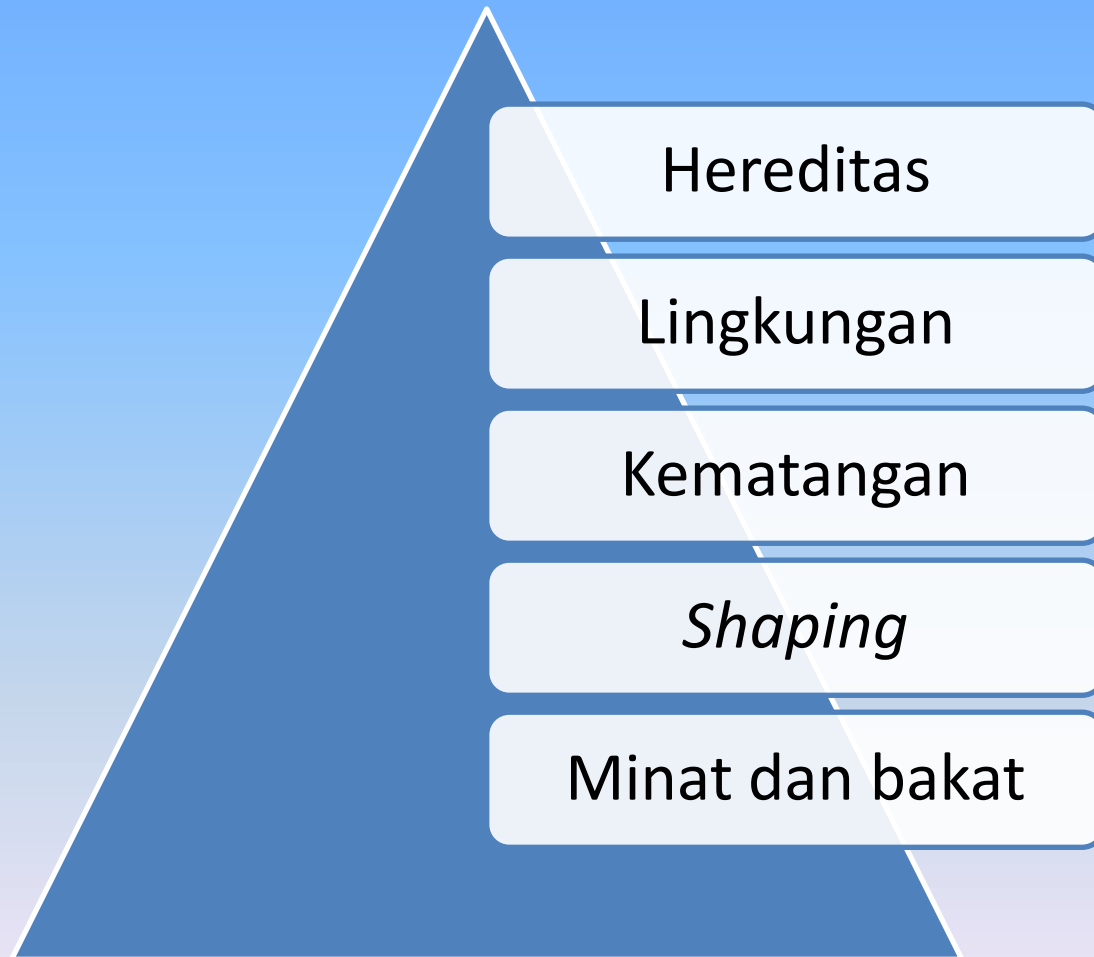 Hereditas
Lingkungan
Kematangan
Shaping
Minat dan bakat